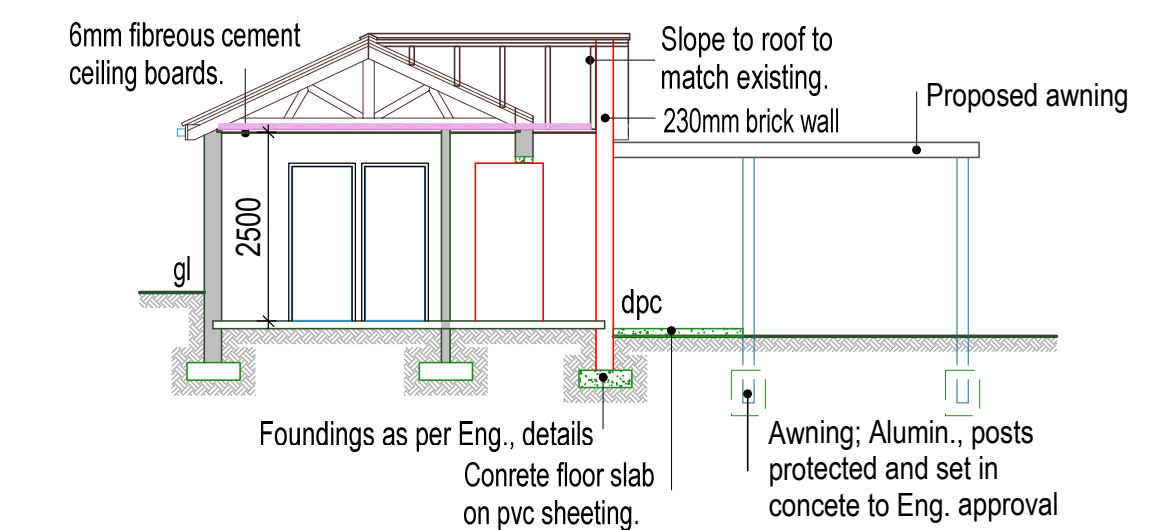 6mm fibreous cement
ceiling boards.
Slope to roof to
match existing.
230mm brick wall
Proposed awning
2500
gl
dpc
Foundings as per Eng., details
Conrete floor slab
on pvc sheeting.
Awning; Alumin., posts
protected and set in
concete to Eng. approval